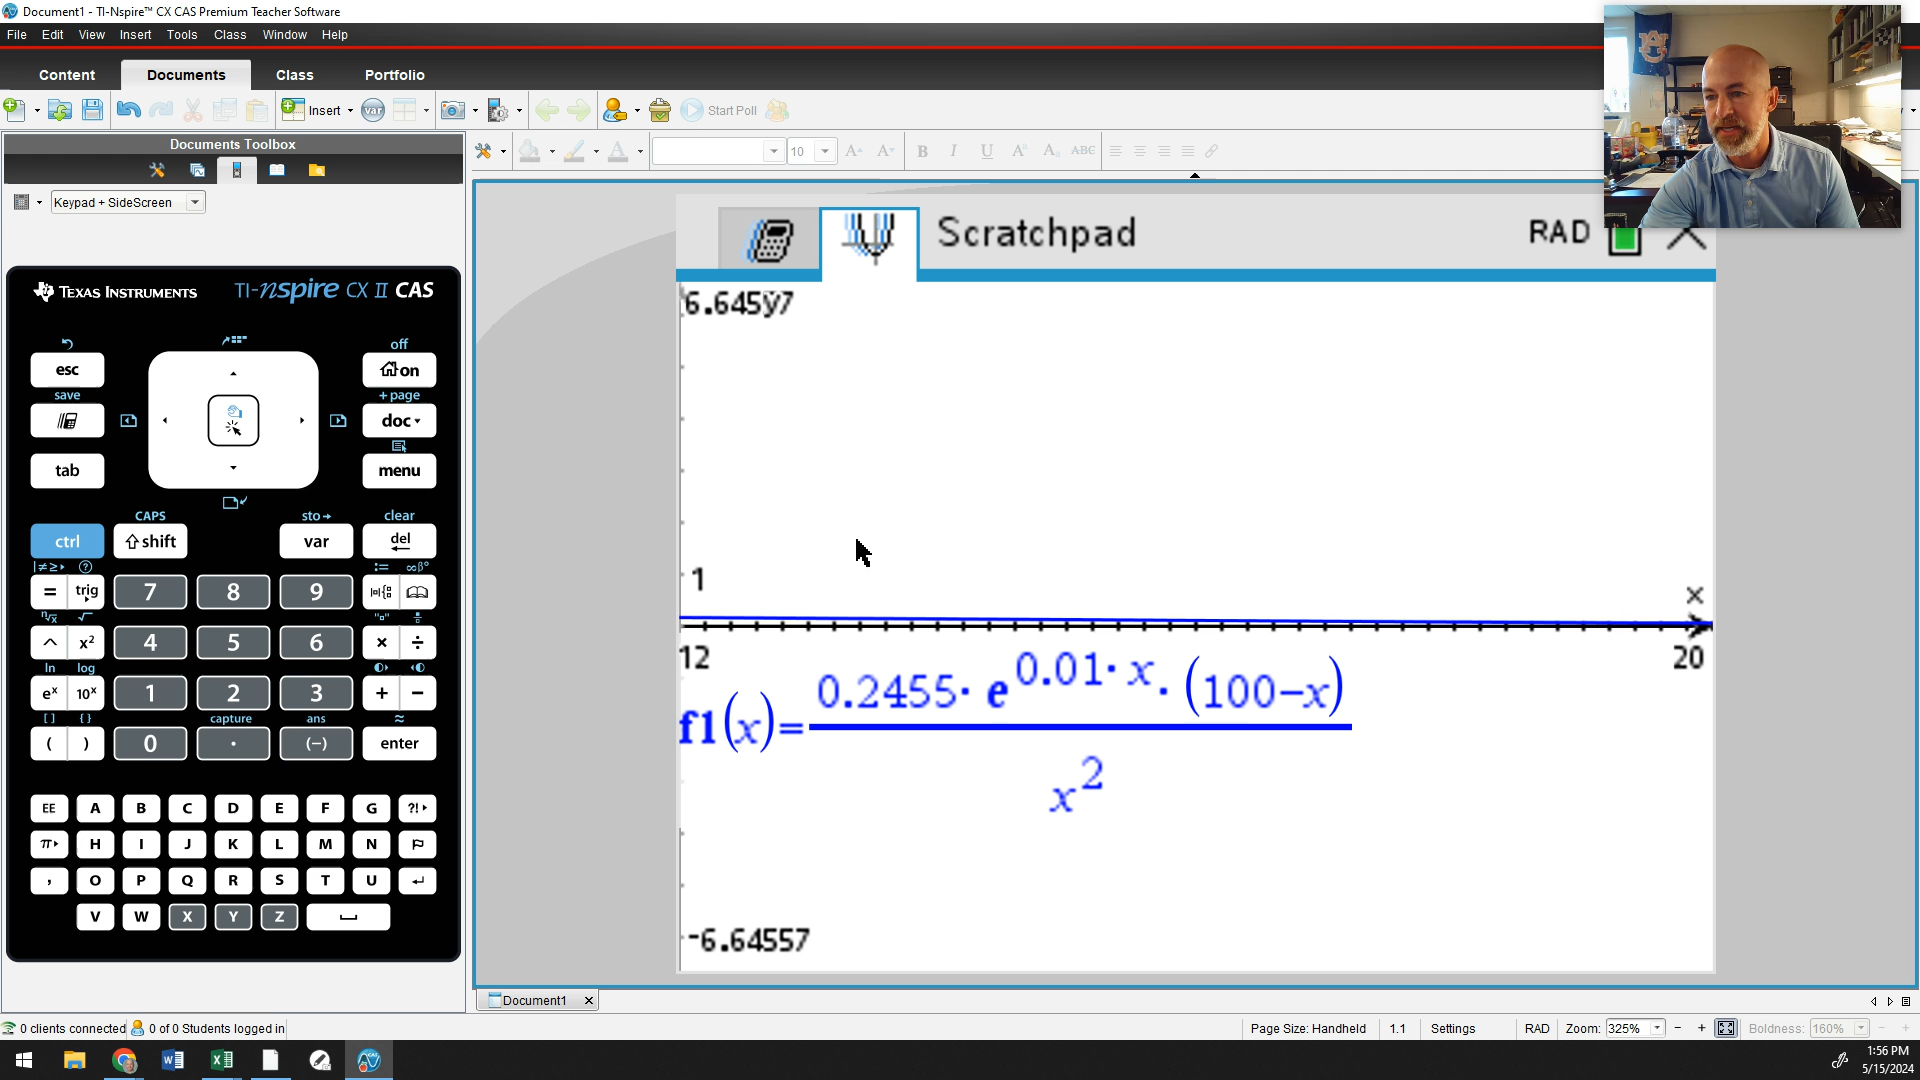 Document1 - TI-Nspire™ CX CAS Premium Teacher Software
File Edit View Insert Tools Class Window Help
Content Documents Class Portfolio
Insert var Start Poll
Documents Toolbox
10 A A B I U A A ABC
Keypad + SideScreen
Scratchpad RAD
TEXAS INSTRUMENTS TI-nspire CX II CAS
6.64557 y
off
esc on
save + page
doc
tab menu
CAPS sto→ clear
ctrl shift var del
|≠≥▸ ? := ∞β°
= trig 7 8 9
1
x
ⁿ√x √ "▫"
^ x² 4 5 6 × ÷
12 20
ln log
eˣ 10ˣ 1 2 3 + −
f1(x)=0.2455·e^0.01·x·(100−x)/x^2
[ ] { } capture ans ≈
( ) 0 . (−) enter
EE A B C D E F G ?!▸
π▸ H I J K L M N
, O P Q R S T U
V W X Y Z
-6.64557
Document1
0 clients connected 0 of 0 Students logged in Page Size: Handheld 1.1 Settings RAD Zoom: 325% − + Boldness: 160% − +
1:56 PM
5/15/2024